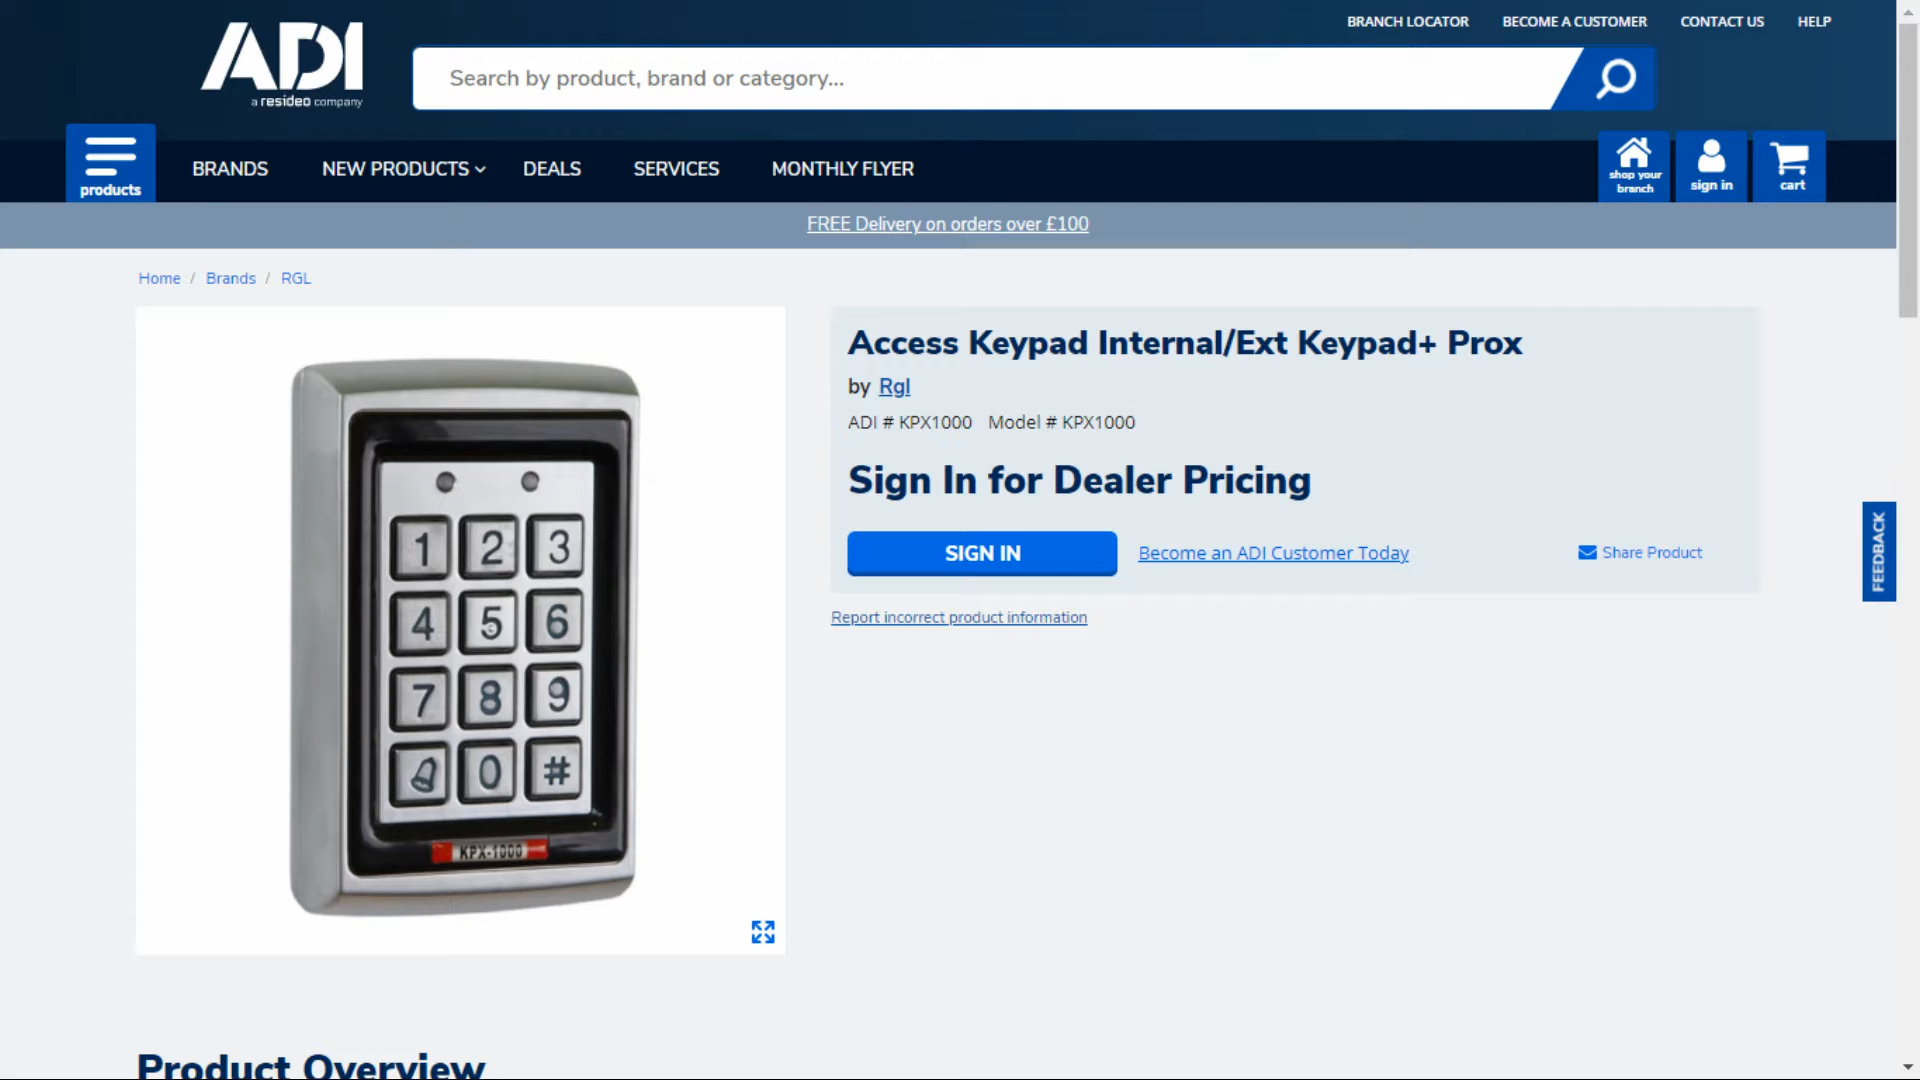 BRANCH LOCATOR BECOME A CUSTOMER CONTACT US HELP
ADI
a resideo company
Search by product, brand or category...
products
BRANDS NEW PRODUCTS DEALS SERVICES MONTHLY FLYER
shop your branch
sign in
cart
FREE Delivery on orders over £100
Home / Brands / RGL
1 2 3
4 5 6
7 8 9
0 #
KPX-1000
Access Keypad Internal/Ext Keypad+ Prox
by Rgl
ADI # KPX1000 Model # KPX1000
Sign In for Dealer Pricing
SIGN IN Become an ADI Customer Today Share Product
Report incorrect product information
FEEDBACK
Product Overview